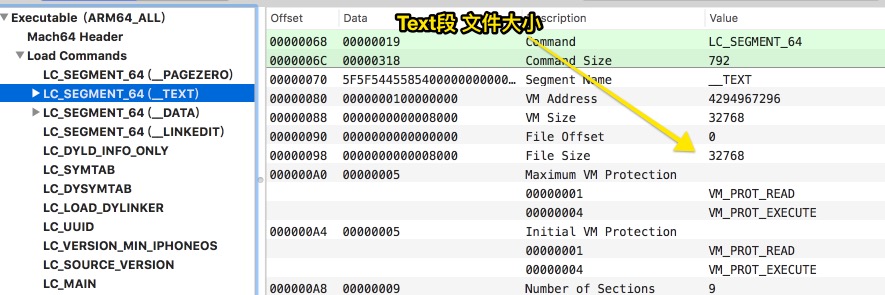 Executable (ARM64_ALL)
Mach64 Header
Load Commands
LC_SEGMENT_64 (__PAGEZERO)
LC_SEGMENT_64 (__TEXT)
LC_SEGMENT_64 (__DATA)
LC_SEGMENT_64 (__LINKEDIT)
LC_DYLD_INFO_ONLY
LC_SYMTAB
LC_DYSYMTAB
LC_LOAD_DYLINKER
LC_UUID
LC_VERSION_MIN_IPHONEOS
LC_SOURCE_VERSION
LC_MAIN
Text段 文件大小
Offset Data Value
00000068 00000019 Command LC_SEGMENT_64
0000006C 00000318 Command Size 792
00000070 5F5F5445585400000000000... Segment Name __TEXT
00000080 0000000100000000 VM Address 4294967296
00000088 0000000000008000 VM Size 32768
00000090 0000000000000000 File Offset 0
00000098 0000000000008000 File Size 32768
000000A0 00000005 Maximum VM Protection
00000001 VM_PROT_READ
00000004 VM_PROT_EXECUTE
000000A4 00000005 Initial VM Protection
00000001 VM_PROT_READ
00000004 VM_PROT_EXECUTE
000000A8 00000009 Number of Sections 9